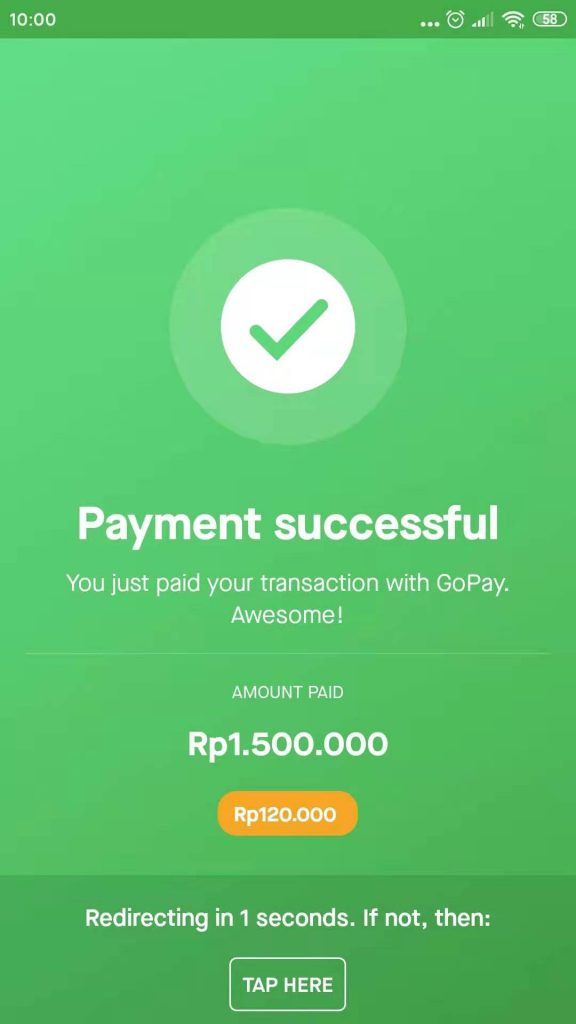 10:00
58
Payment successful
You just paid your transaction with GoPay.
Awesome!
AMOUNT PAID
Rp1.500.000
Rp120.000
Redirecting in 1 seconds. If not, then:
TAP HERE